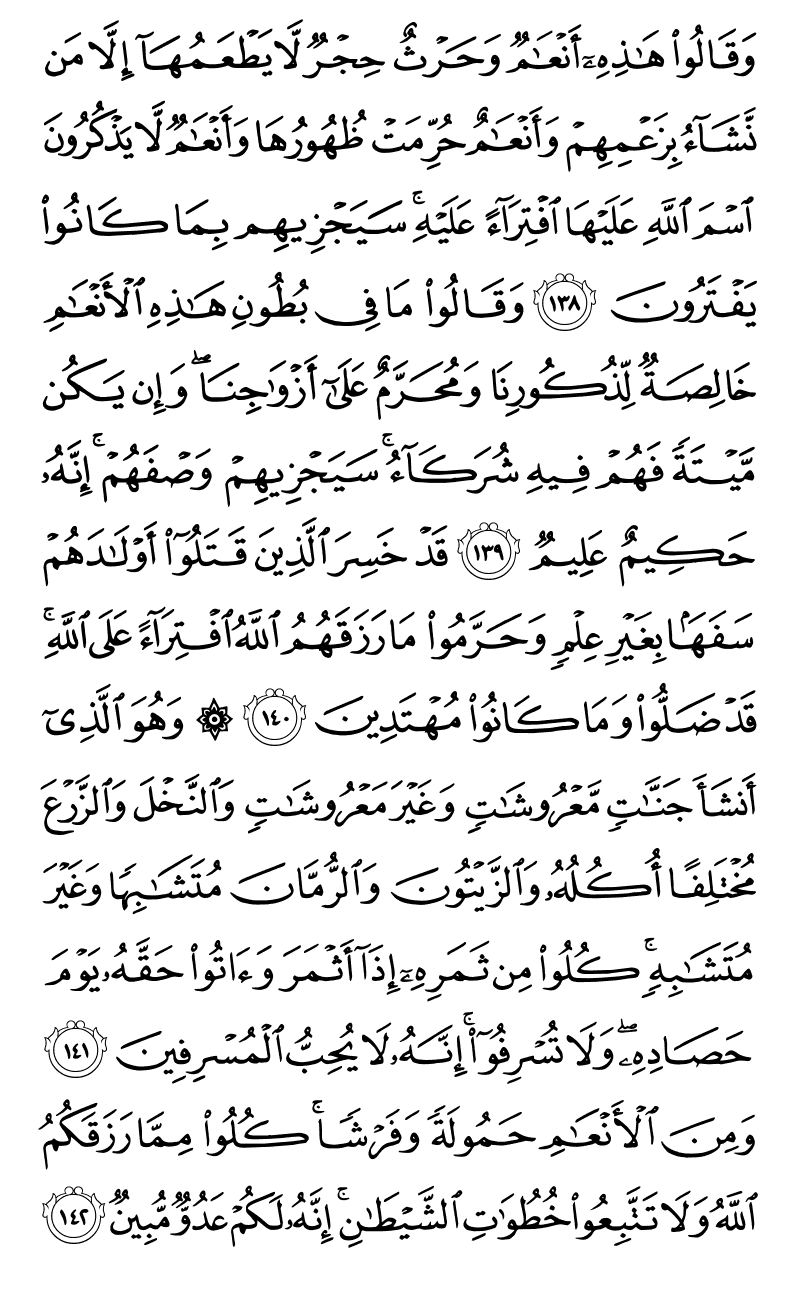 وَقَالُوا۟ هَـٰذِهِۦٓ أَنْعَـٰمٌ وَحَرْثٌ حِجْرٌ لَّا يَطْعَمُهَآ إِلَّا مَن
نَّشَآءُ بِزَعْمِهِمْ وَأَنْعَـٰمٌ حُرِّمَتْ ظُهُورُهَا وَأَنْعَـٰمٌ لَّا يَذْكُرُونَ
ٱسْمَ ٱللَّهِ عَلَيْهَا ٱفْتِرَآءً عَلَيْهِ ۚ سَيَجْزِيهِم بِمَا كَانُوا۟
يَفْتَرُونَ ١٣٨ وَقَالُوا۟ مَا فِى بُطُونِ هَـٰذِهِ ٱلْأَنْعَـٰمِ
خَالِصَةٌ لِّذُكُورِنَا وَمُحَرَّمٌ عَلَىٰٓ أَزْوَٰجِنَا ۖ وَإِن يَكُن
مَّيْتَةً فَهُمْ فِيهِ شُرَكَآءُ ۚ سَيَجْزِيهِمْ وَصْفَهُمْ ۚ إِنَّهُۥ
حَكِيمٌ عَلِيمٌ ١٣٩ قَدْ خَسِرَ ٱلَّذِينَ قَتَلُوٓا۟ أَوْلَـٰدَهُمْ
سَفَهًۢا بِغَيْرِ عِلْمٍ وَحَرَّمُوا۟ مَا رَزَقَهُمُ ٱللَّهُ ٱفْتِرَآءً عَلَى ٱللَّهِ ۚ
قَدْ ضَلُّوا۟ وَمَا كَانُوا۟ مُهْتَدِينَ ١٤٠ ۞ وَهُوَ ٱلَّذِىٓ
أَنشَأَ جَنَّـٰتٍ مَّعْرُوشَـٰتٍ وَغَيْرَ مَعْرُوشَـٰتٍ وَٱلنَّخْلَ وَٱلزَّرْعَ
مُخْتَلِفًا أُكُلُهُۥ وَٱلزَّيْتُونَ وَٱلرُّمَّانَ مُتَشَـٰبِهًا وَغَيْرَ
مُتَشَـٰبِهٍ ۚ كُلُوا۟ مِن ثَمَرِهِۦٓ إِذَآ أَثْمَرَ وَءَاتُوا۟ حَقَّهُۥ يَوْمَ
حَصَادِهِۦ ۖ وَلَا تُسْرِفُوٓا۟ ۚ إِنَّهُۥ لَا يُحِبُّ ٱلْمُسْرِفِينَ ١٤١
وَمِنَ ٱلْأَنْعَـٰمِ حَمُولَةً وَفَرْشًا ۚ كُلُوا۟ مِمَّا رَزَقَكُمُ
ٱللَّهُ وَلَا تَتَّبِعُوا۟ خُطُوَٰتِ ٱلشَّيْطَـٰنِ ۚ إِنَّهُۥ لَكُمْ عَدُوٌّ مُّبِينٌ ١٤٢